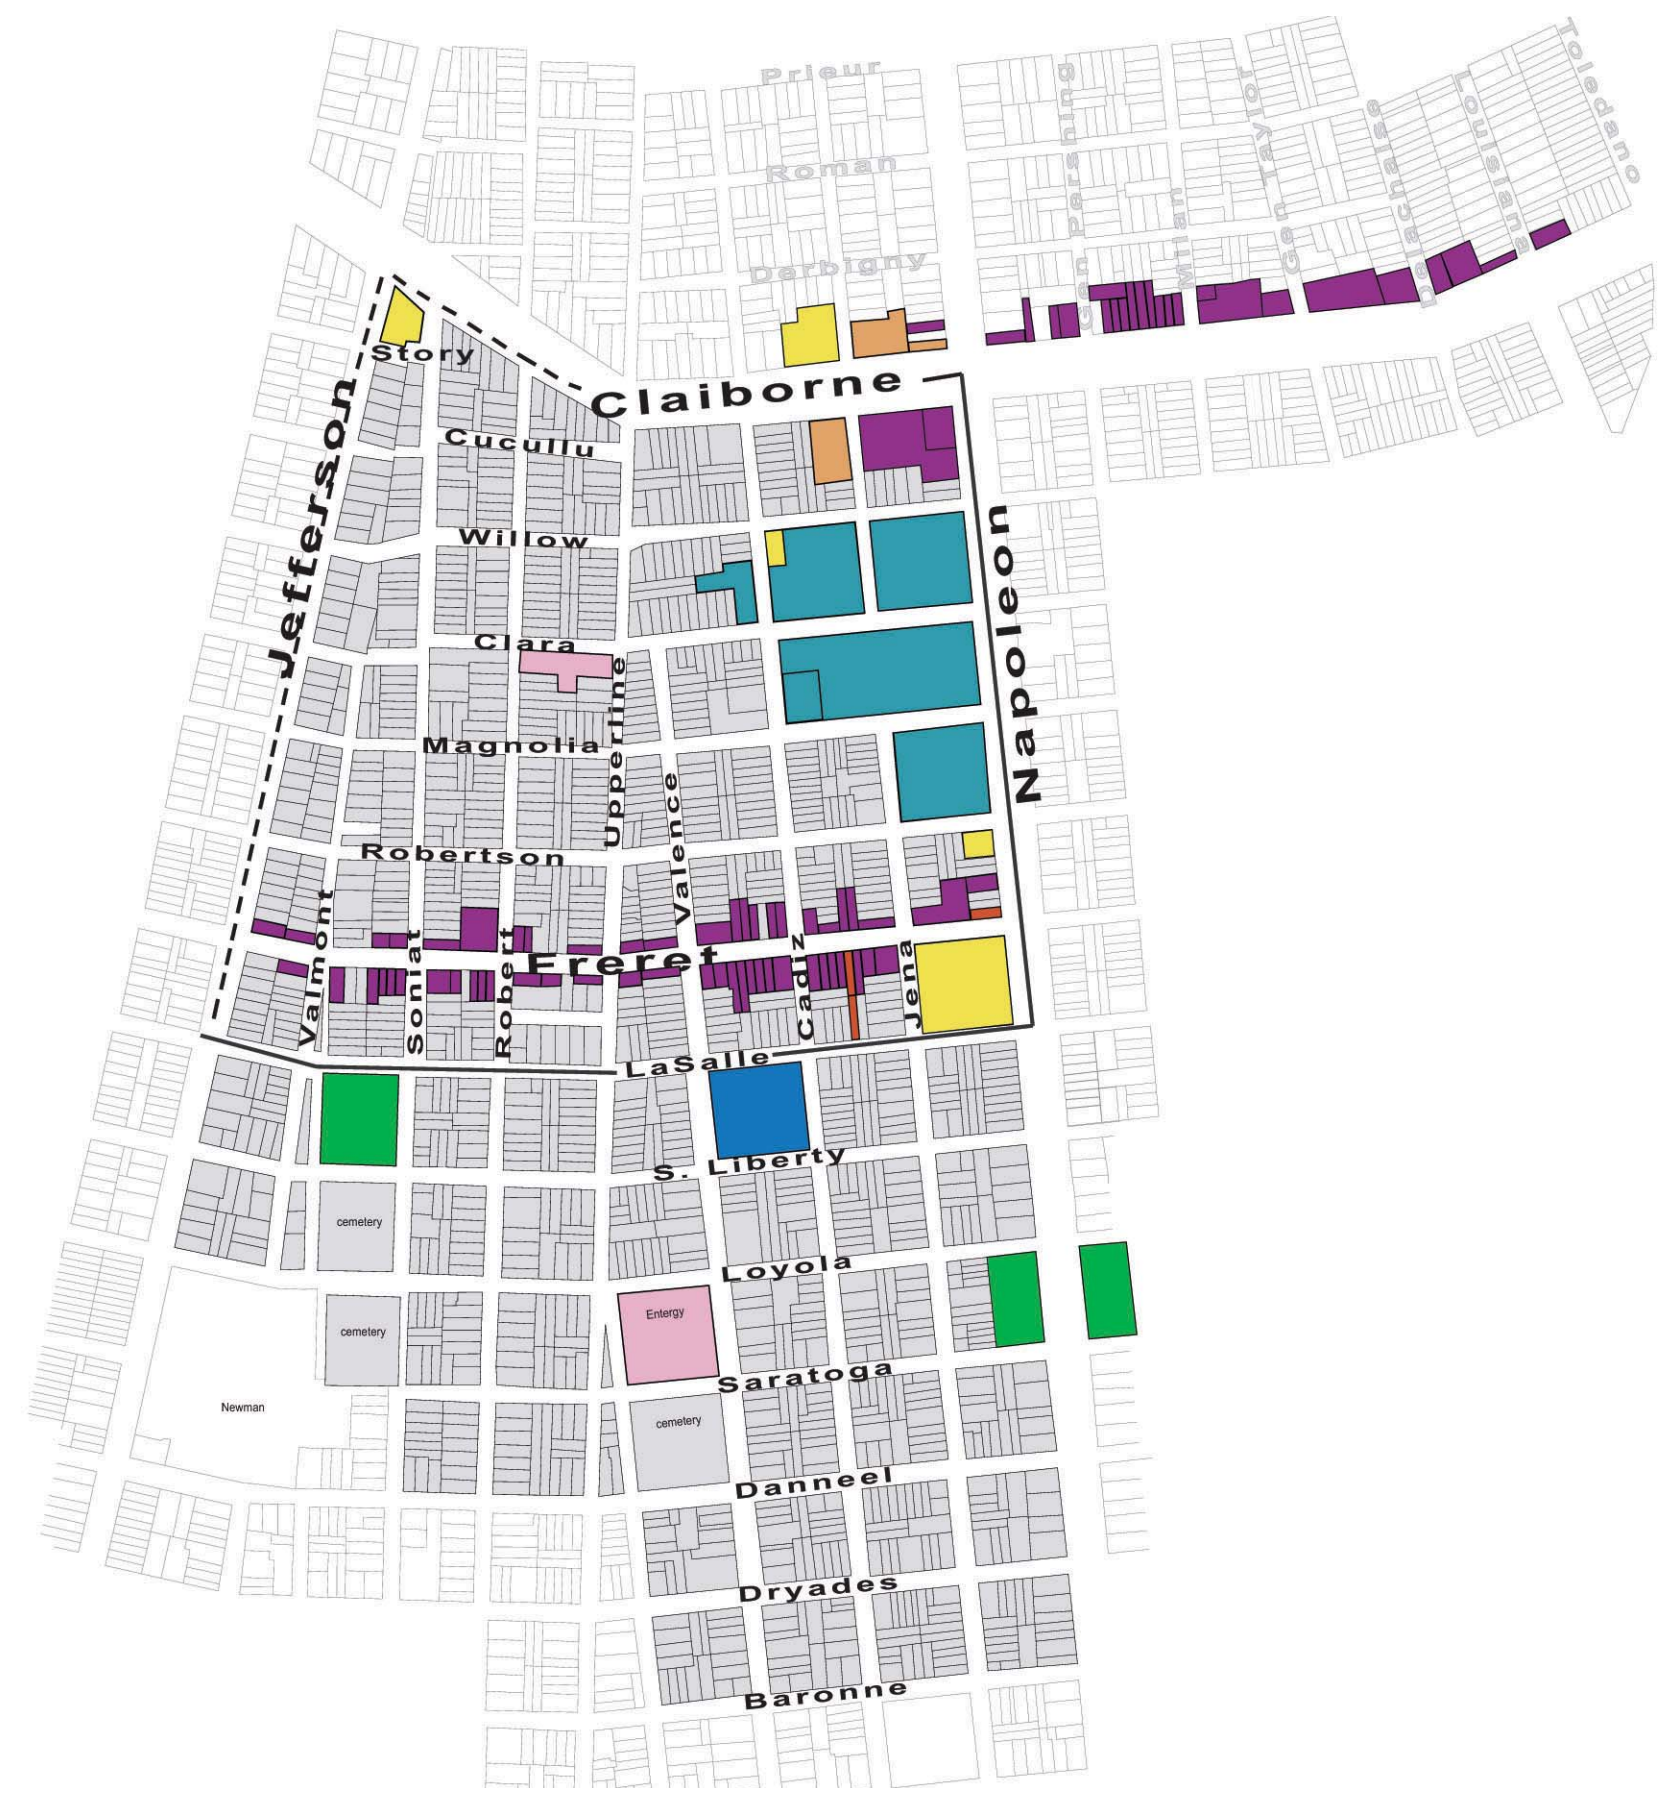 Prieur
Roman
Derbigny
Gen Pershing
Milan
Gen Taylor
Delachaise
Louisiana
Toledano
Story
Claiborne
Jefferson
Cucullu
Willow
Napoleon
Clara
Upperline
Magnolia
Valence
Robertson
Valmont
Soniat
Robert
Freret
Cadiz
Jena
LaSalle
S. Liberty
cemetery
Loyola
Entergy
cemetery
Saratoga
Newman
cemetery
Danneel
Dryades
Baronne